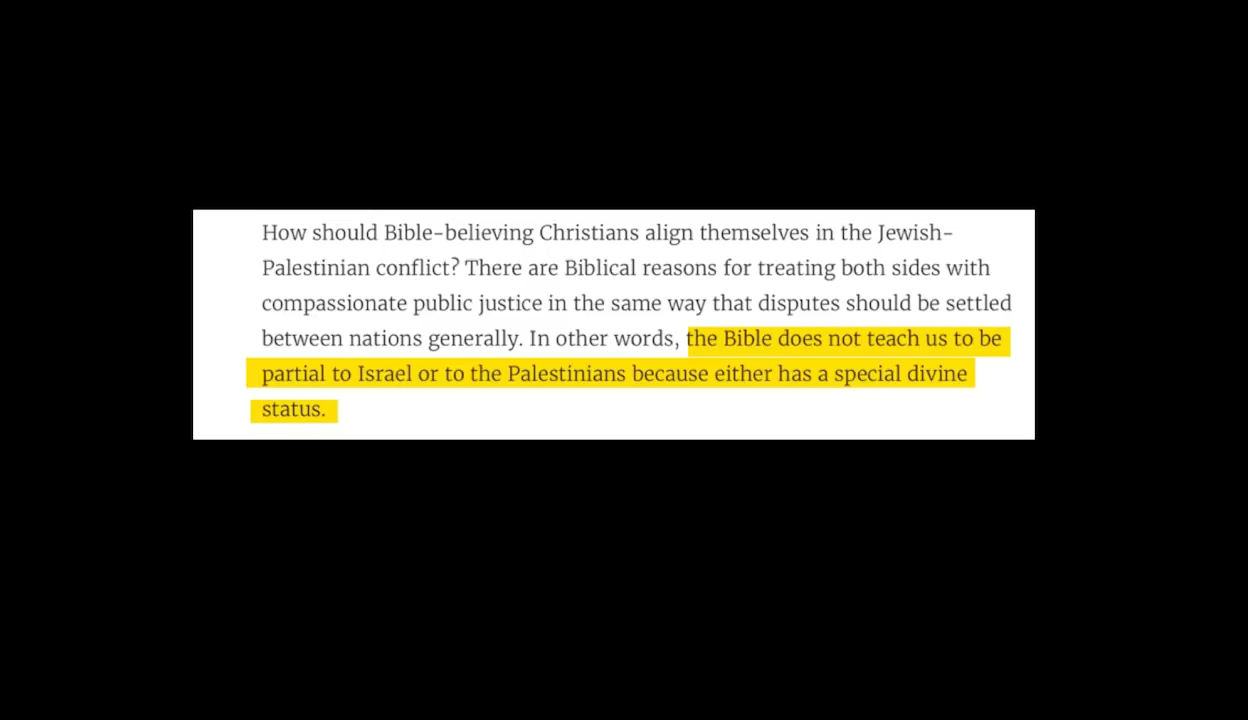 How should Bible-believing Christians align themselves in the Jewish-
Palestinian conflict? There are Biblical reasons for treating both sides with
compassionate public justice in the same way that disputes should be settled
between nations generally. In other words, the Bible does not teach us to be
partial to Israel or to the Palestinians because either has a special divine
status.